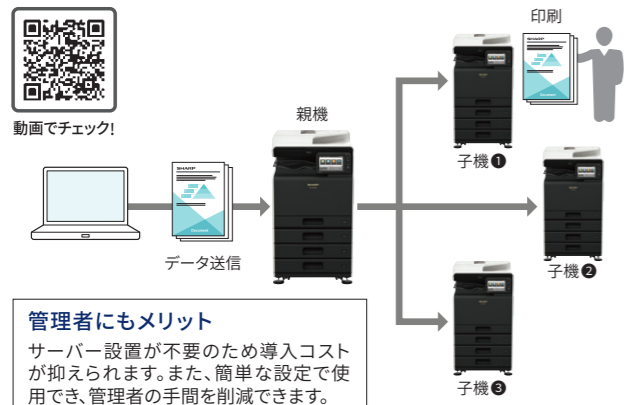 印刷
SHARP
Document
動画でチェック!
親機
子機❶
SHARP
Document
データ送信
子機❷
管理者にもメリット
サーバー設置が不要のため導入コスト
が抑えられます。また、簡単な設定で使
用でき、管理者の手間を削減できます。
子機❸